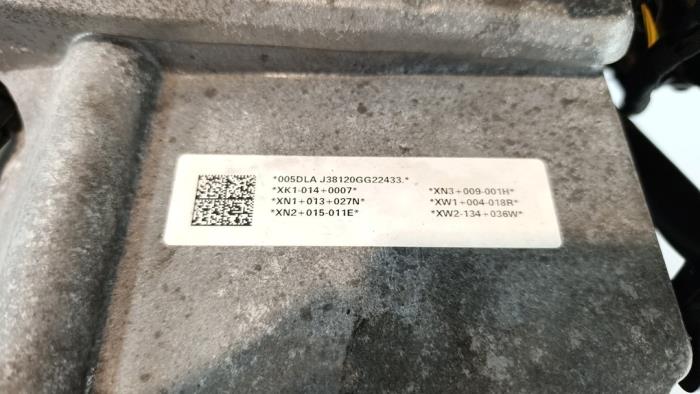 *005DLA J38120GG22433.*
*XK1-014+0007*
*XN1+013+027N*
*XN2+015-011E*
*XN3+009-001H*
*XW1+004-018R*
*XW2-134+036W*